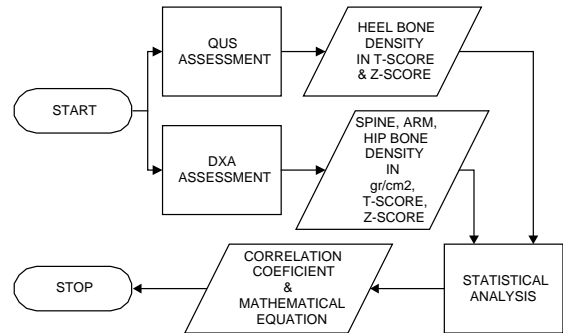 START
QUS
ASSESSMENT
HEEL BONE
DENSITY
IN T-SCORE
& Z-SCORE
DXA
ASSESSMENT
SPINE, ARM,
HIP BONE
DENSITY
IN
gr/cm2,
T-SCORE,
Z-SCORE
STATISTICAL
ANALYSIS
CORRELATION
COEFICIENT
&
MATHEMATICAL
EQUATION
STOP